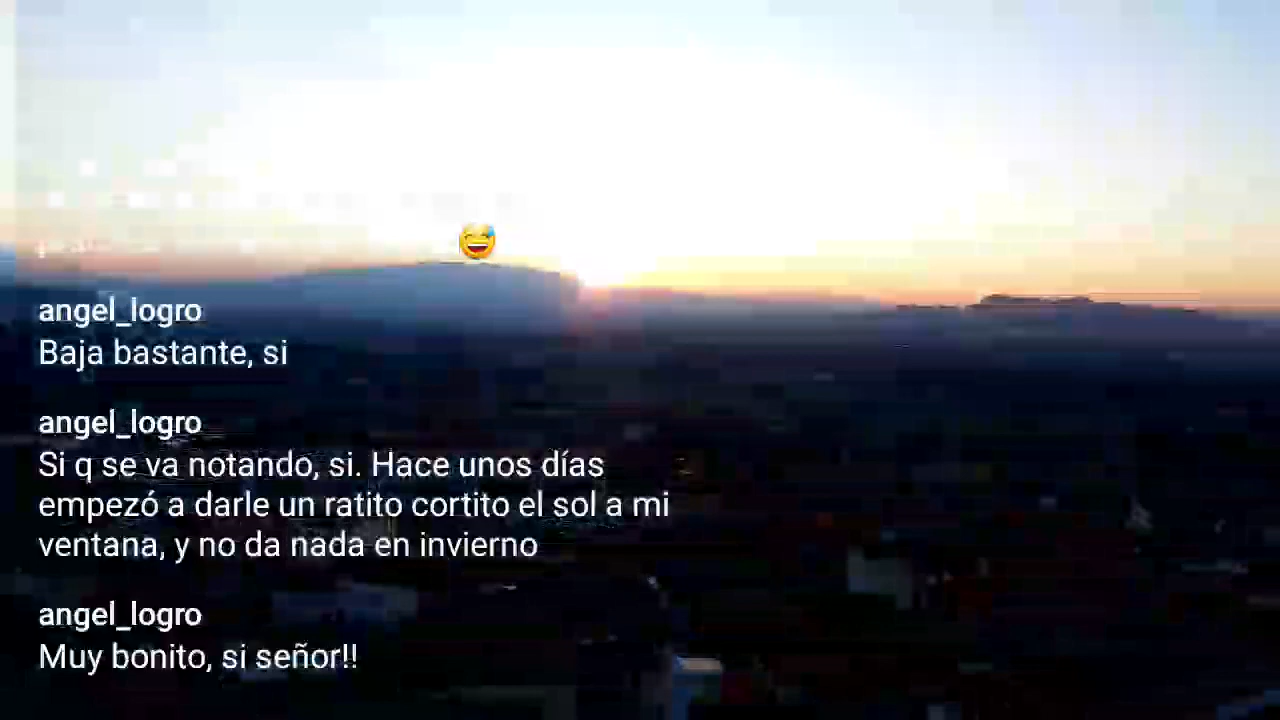 😅
angel_logro
Baja bastante, si
angel_logro
Si q se va notando, si. Hace unos días
empezó a darle un ratito cortito el sol a mi
ventana, y no da nada en invierno
angel_logro
Muy bonito, si señor!!